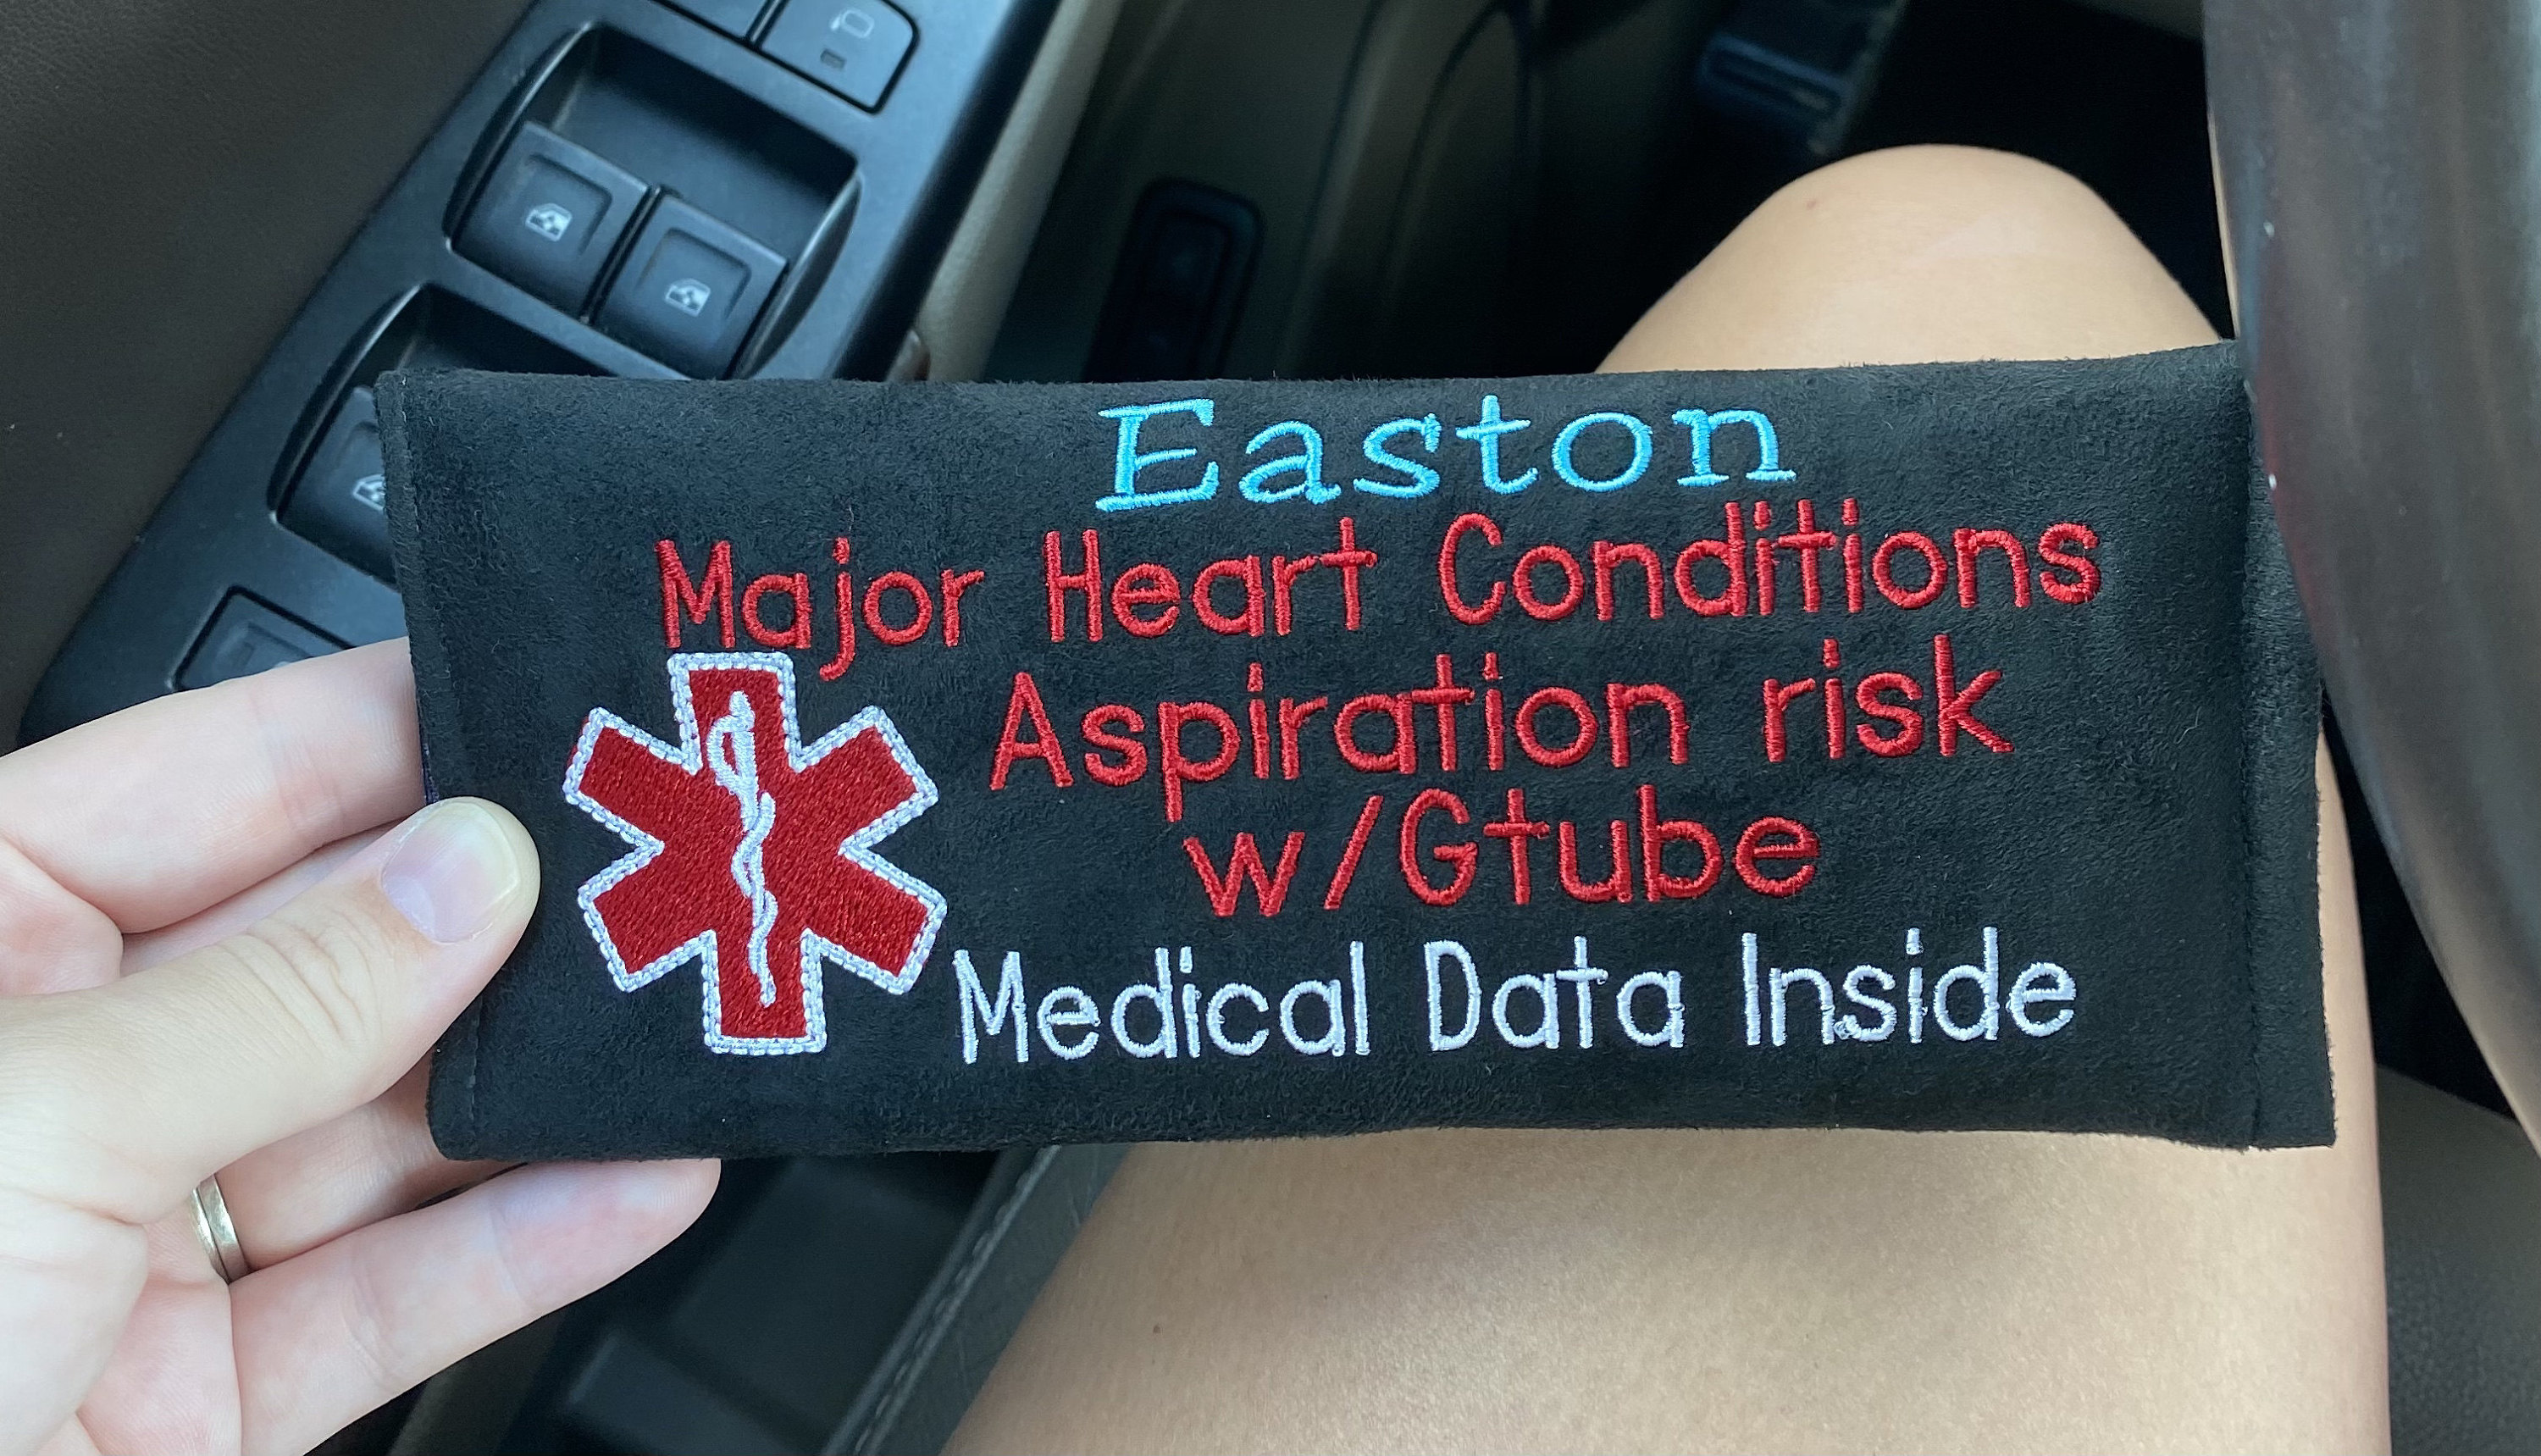 Easton
Major Heart Conditions
Aspiration risk
w/Gtube
Medical Data Inside